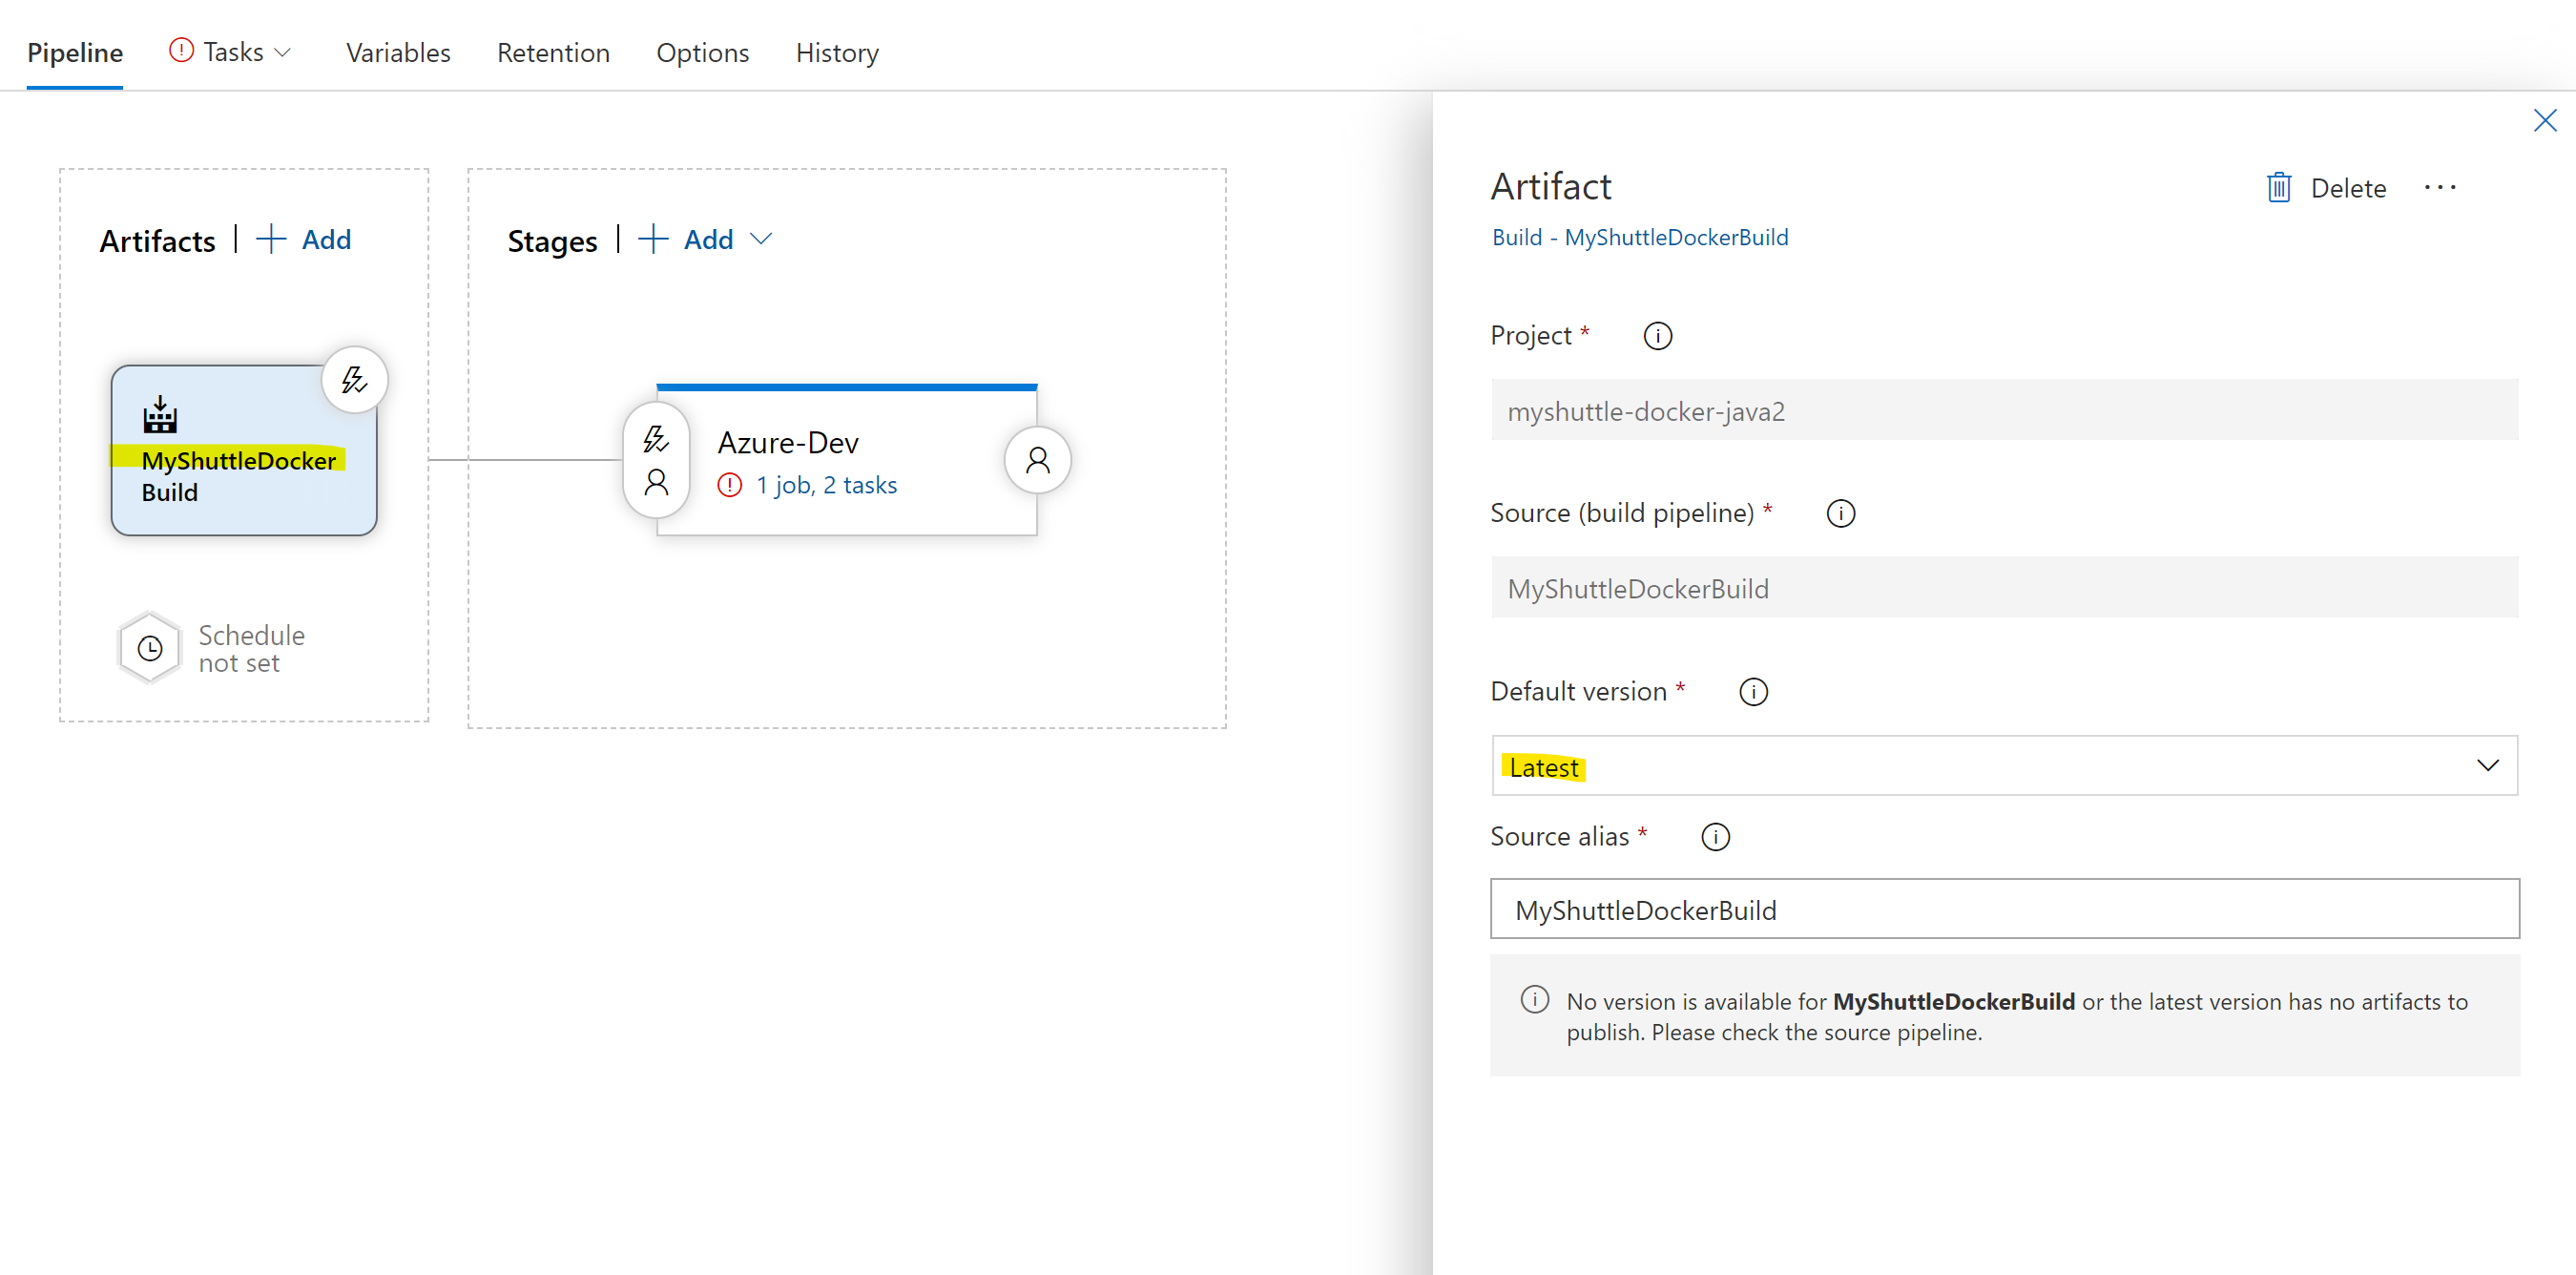 Pipeline
Tasks
Variables
Retention
Options
History
Artifacts | Add
MyShuttleDocker
Build
Schedule
not set
Stages | Add
Azure-Dev
1 job, 2 tasks
Artifact
Delete ...
Build - MyShuttleDockerBuild
Project *
myshuttle-docker-java2
Source (build pipeline) *
MyShuttleDockerBuild
Default version *
Latest
Source alias *
MyShuttleDockerBuild
No version is available for MyShuttleDockerBuild or the latest version has no artifacts to
publish. Please check the source pipeline.